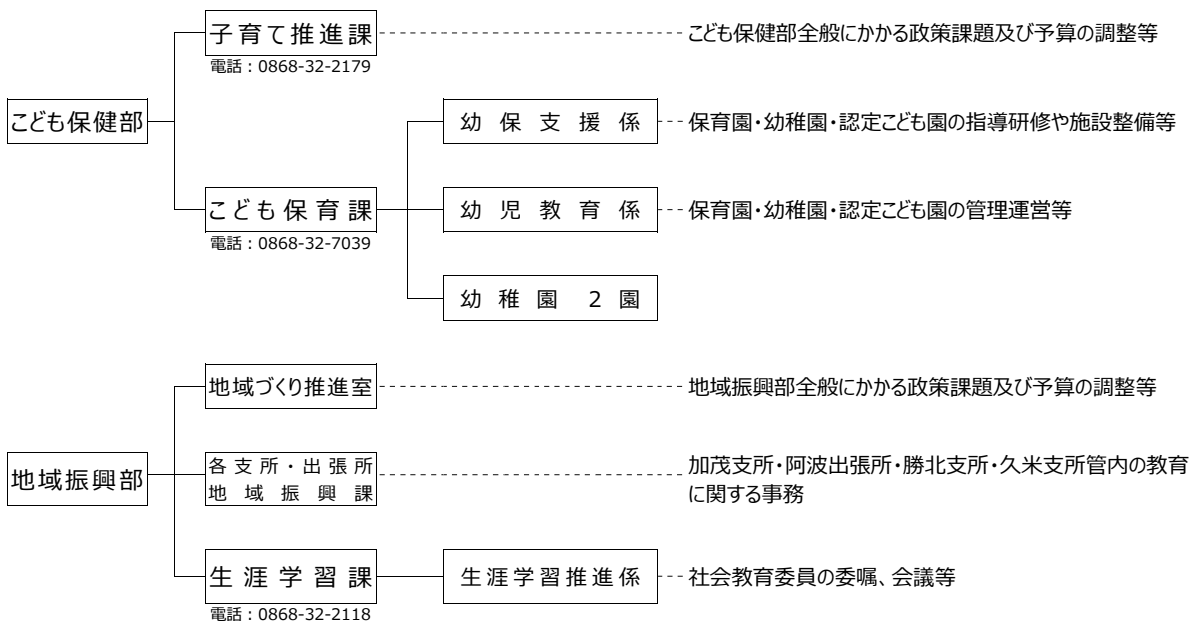 子育て推進課
こども保健部全般にかかる政策課題及び予算の調整等
電話：0868-32-2179
こども保健部
幼保支援係
保育園・幼稚園・認定こども園の指導研修や施設整備等
こども保育課
幼児教育係
保育園・幼稚園・認定こども園の管理運営等
電話：0868-32-7039
幼稚園 2園
地域づくり推進室
地域振興部全般にかかる政策課題及び予算の調整等
地域振興部
各支所・出張所
地域振興課
加茂支所・阿波出張所・勝北支所・久米支所管内の教育
に関する事務
生涯学習課
生涯学習推進係
社会教育委員の委嘱、会議等
電話：0868-32-2118